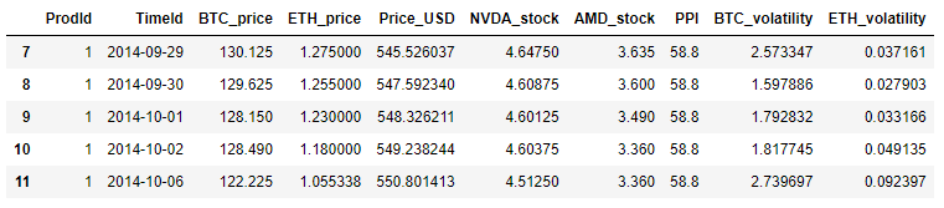 ProdId TimeId BTC_price ETH_price Price_USD NVDA_stock AMD_stock PPI BTC_volatility ETH_volatility
7 1 2014-09-29 130.125 1.275000 545.526037 4.64750 3.635 58.8 2.573347 0.037161
8 1 2014-09-30 129.625 1.255000 547.592340 4.60875 3.600 58.8 1.597886 0.027903
9 1 2014-10-01 128.150 1.230000 548.326211 4.60125 3.490 58.8 1.792832 0.033166
10 1 2014-10-02 128.490 1.180000 549.238244 4.60375 3.360 58.8 1.817745 0.049135
11 1 2014-10-06 122.225 1.055338 550.801413 4.51250 3.360 58.8 2.739697 0.092397